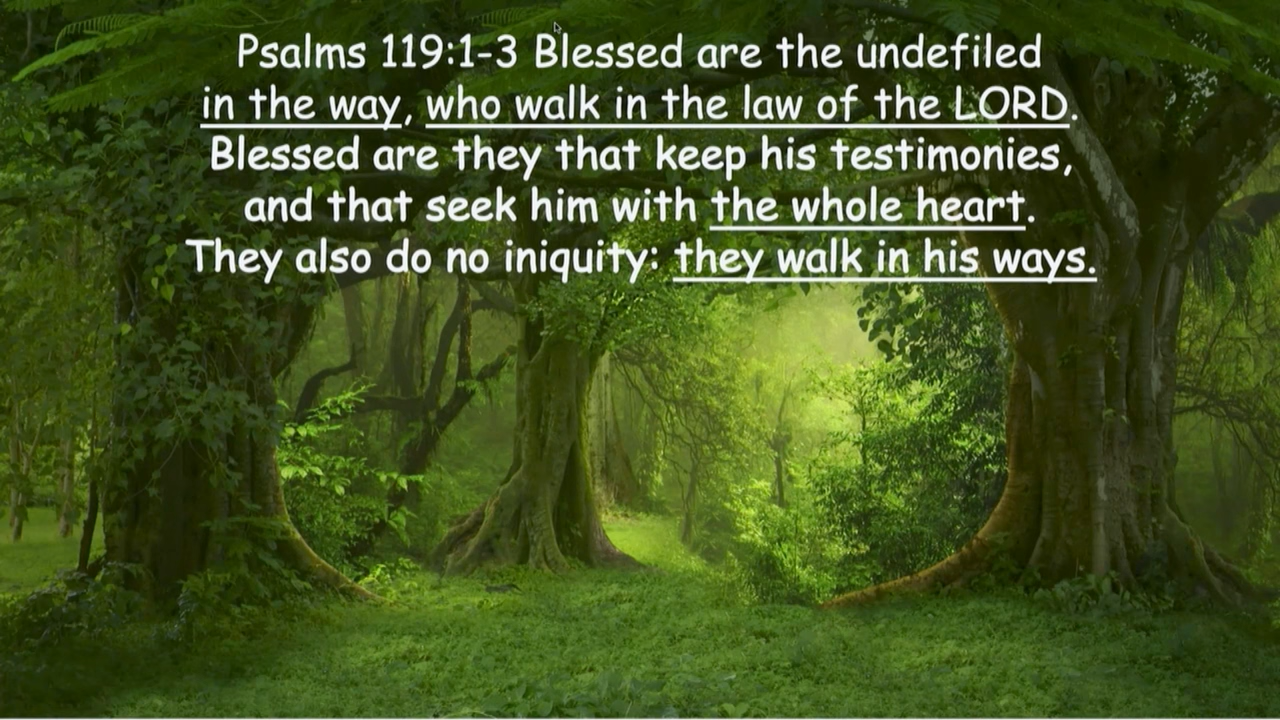 Psalms 119:1-3 Blessed are the undefiled
in the way, who walk in the law of the LORD.
Blessed are they that keep his testimonies,
and that seek him with the whole heart.
They also do no iniquity: they walk in his ways.